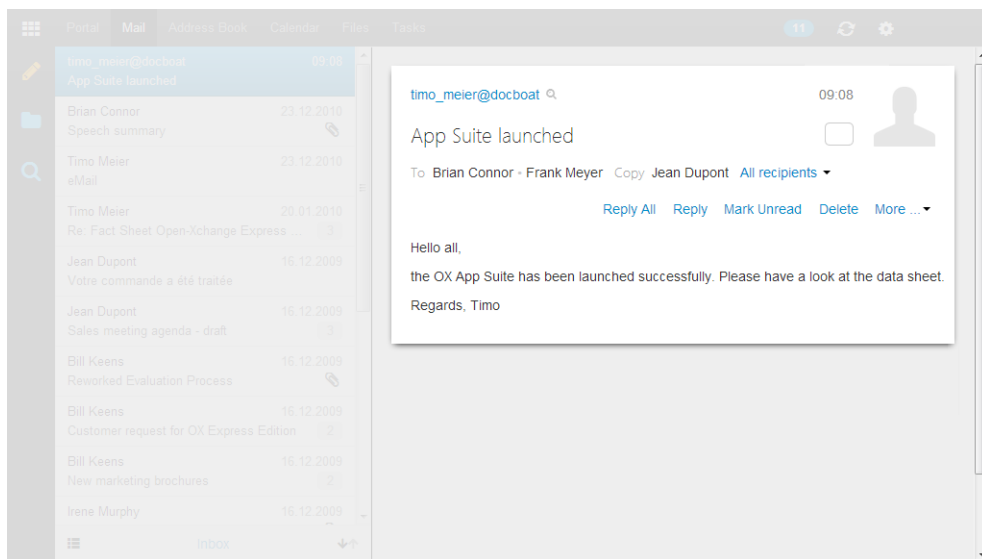 Portal Mail Address Book Calendar Files Tasks 11
timo_meier@docboat 09:08
App Suite launched
Brian Connor 23.12.2010
Speech summary
Timo Meier 23.12.2010
eMail
Timo Meier 20.01.2010
Re: Fact Sheet Open-Xchange Express ... 3
Jean Dupont 16.12.2009
Votre commande a été traitée
Jean Dupont 16.12.2009
Sales meeting agenda - draft 3
Bill Keens 16.12.2009
Reworked Evaluation Process
Bill Keens 16.12.2009
Customer request for OX Express Edition 2
Bill Keens 16.12.2009
New marketing brochures 2
Irene Murphy 16.12.2009
Inbox
timo_meier@docboat 09:08
App Suite launched
To Brian Connor - Frank Meyer Copy Jean Dupont All recipients
Reply All Reply Mark Unread Delete More ...
Hello all,
the OX App Suite has been launched successfully. Please have a look at the data sheet.
Regards, Timo